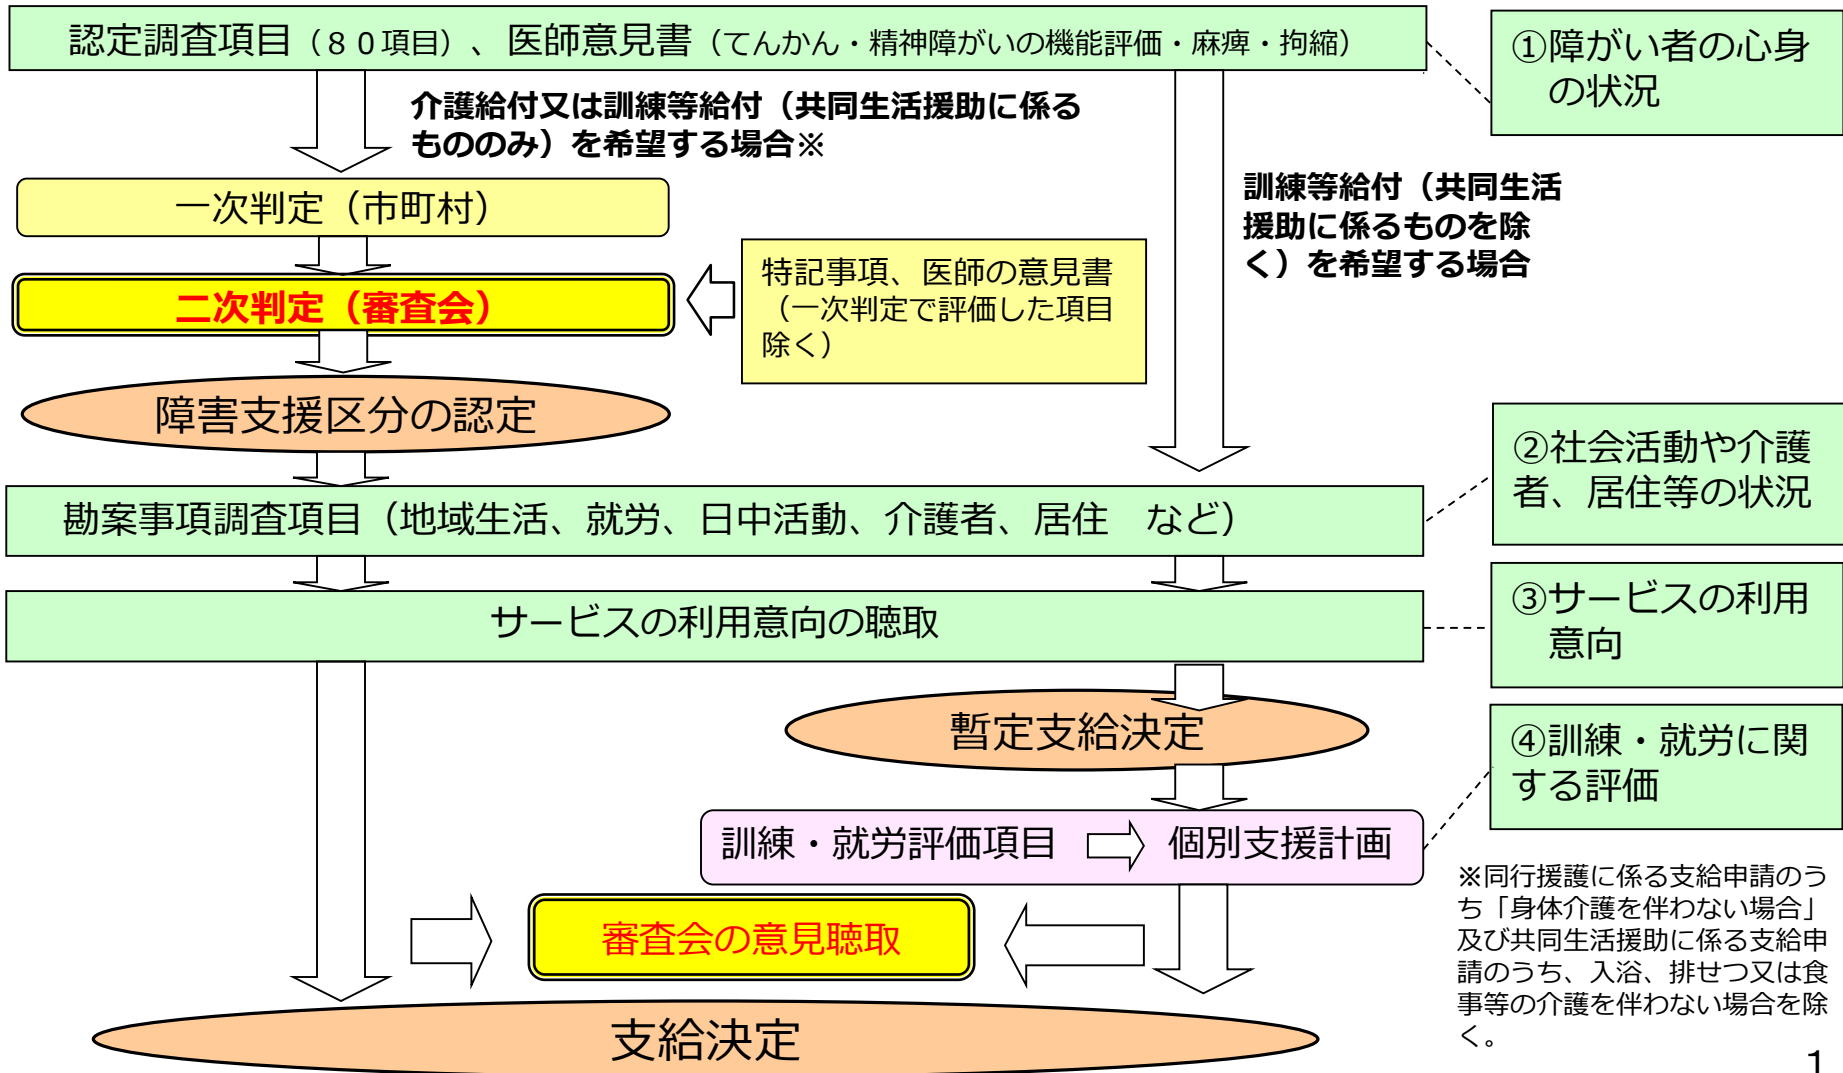 認定調査項目（８０項目）、医師意見書（てんかん・精神障がいの機能評価・麻痺・拘縮）
①障がい者の心身
の状況
介護給付又は訓練等給付（共同生活援助に係る
もののみ）を希望する場合※
訓練等給付（共同生活
援助に係るものを除
く）を希望する場合
一次判定（市町村）
二次判定（審査会）
特記事項、医師の意見書
（一次判定で評価した項目
除く）
障害支援区分の認定
②社会活動や介護
者、居住等の状況
勘案事項調査項目（地域生活、就労、日中活動、介護者、居住　など）
サービスの利用意向の聴取
③サービスの利用
意向
暫定支給決定
④訓練・就労に関
する評価
訓練・就労評価項目
個別支援計画
審査会の意見聴取
支給決定
※同行援護に係る支給申請のう
ち「身体介護を伴わない場合」
及び共同生活援助に係る支給申
請のうち、入浴、排せつ又は食
事等の介護を伴わない場合を除
く。
1